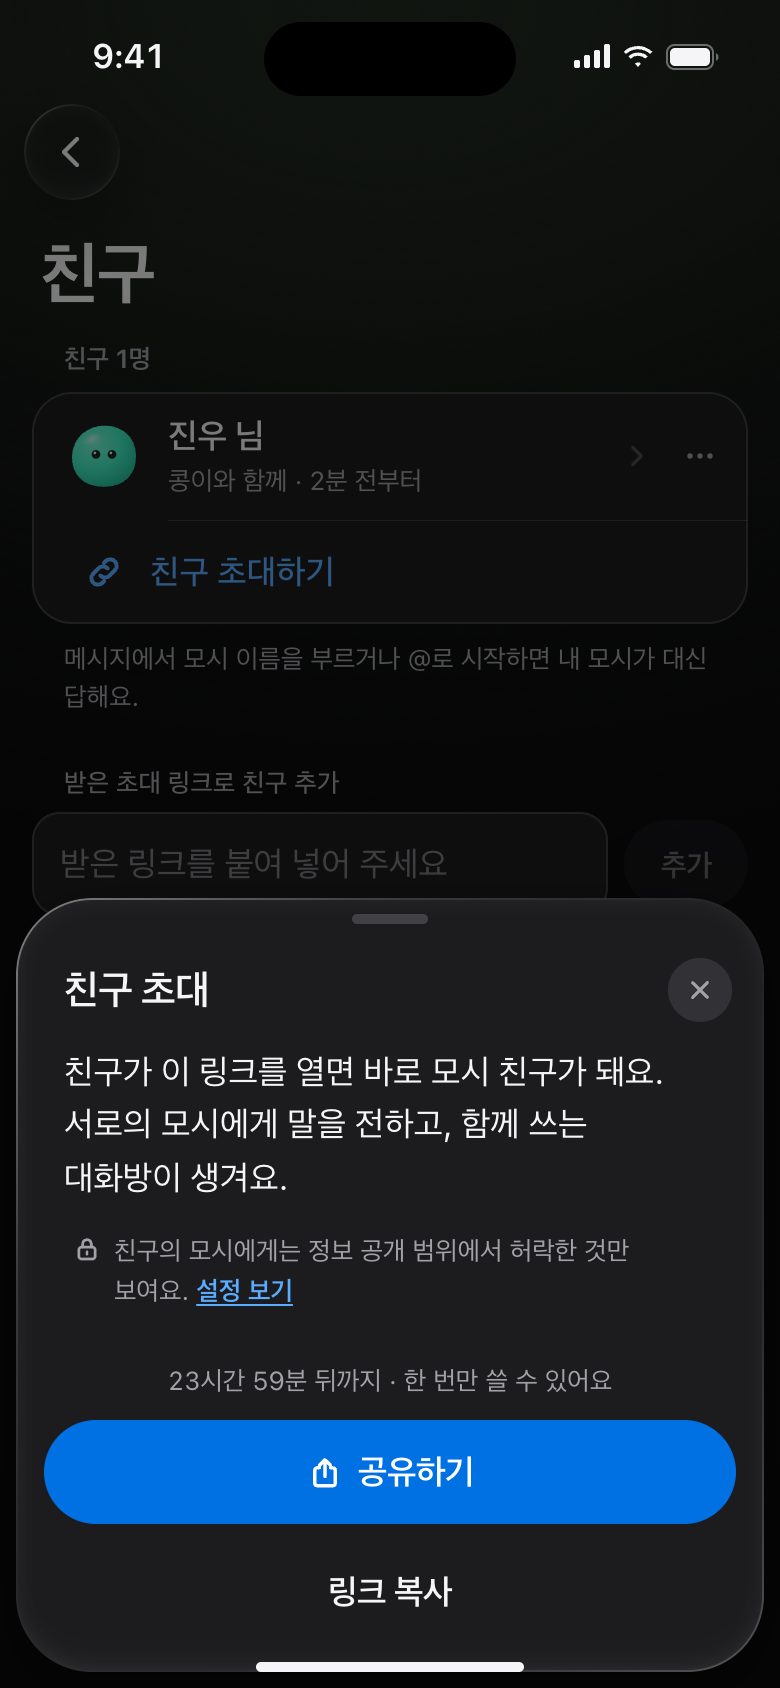 9:41
친구
친구 1명
진우 님
콩이와 함께 · 2분 전부터
친구 초대하기
메시지에서 모시 이름을 부르거나 @로 시작하면 내 모시가 대신
답해요.
받은 초대 링크로 친구 추가
받은 링크를 붙여 넣어 주세요
추가
친구 초대
친구가 이 링크를 열면 바로 모시 친구가 돼요.
서로의 모시에게 말을 전하고, 함께 쓰는
대화방이 생겨요.
친구의 모시에게는 정보 공개 범위에서 허락한 것만
보여요. 설정 보기
23시간 59분 뒤까지 · 한 번만 쓸 수 있어요
공유하기
링크 복사